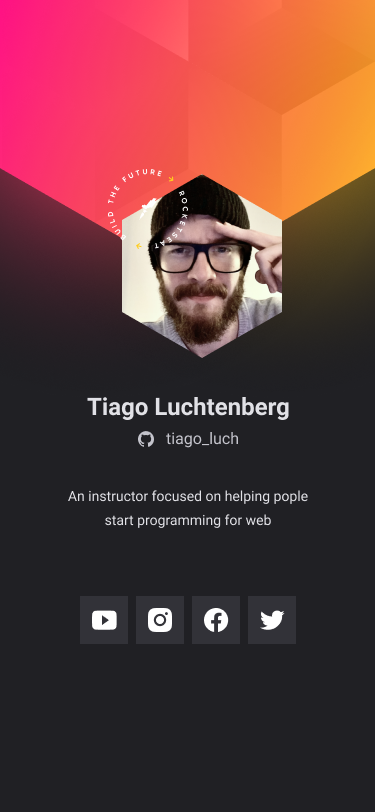 BUILD THE FUTURE → ROCKETSEAT →
Tiago Luchtenberg
tiago_luch
An instructor focused on helping pople
start programming for web